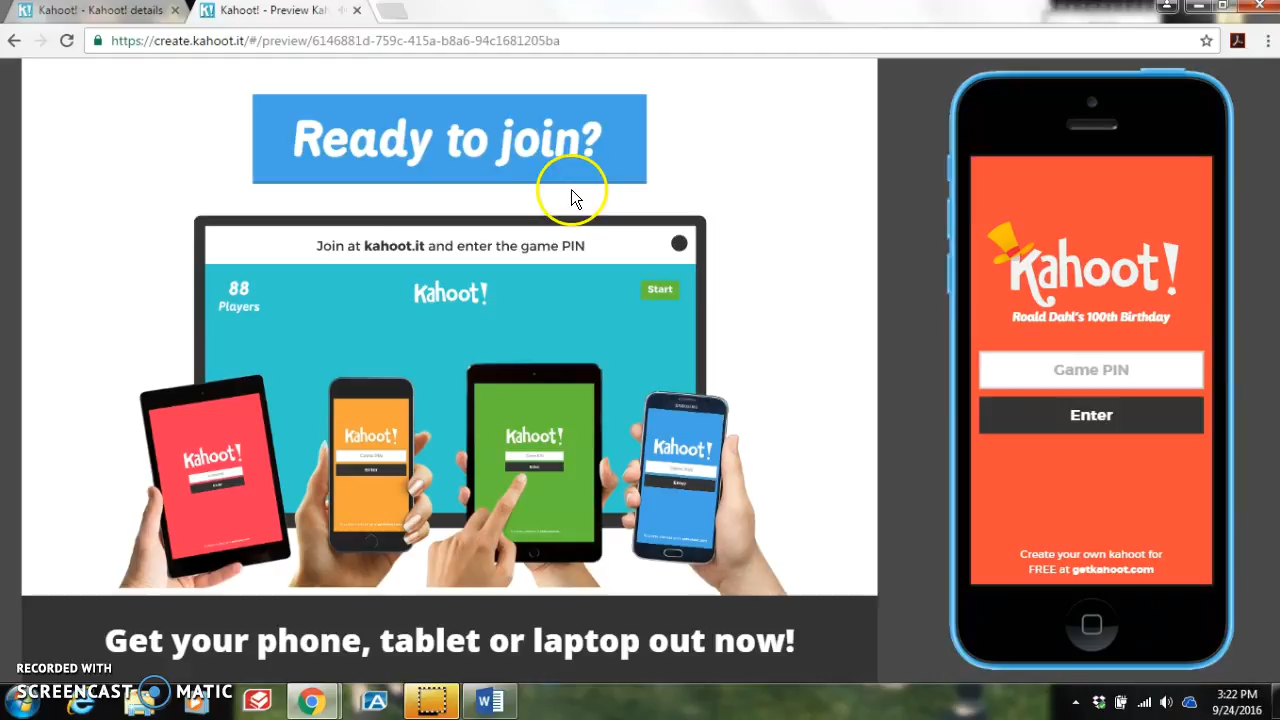 Kahoot! - Kahoot! details
Kahoot! - Preview Kah
https://create.kahoot.it/#/preview/6146881d-759c-415a-b8a6-94c1681205ba
Ready to join?
Join at kahoot.it and enter the game PIN
88
Players
Kahoot!
Start
Kahoot!
Kahoot!
Kahoot!
Kahoot!
Get your phone, tablet or laptop out now!
Kahoot!
Roald Dahl's 100th Birthday
Game PIN
Enter
Create your own kahoot for
FREE at getkahoot.com
RECORDED WITH
SCREENCAST MATIC
3:22 PM
9/24/2016